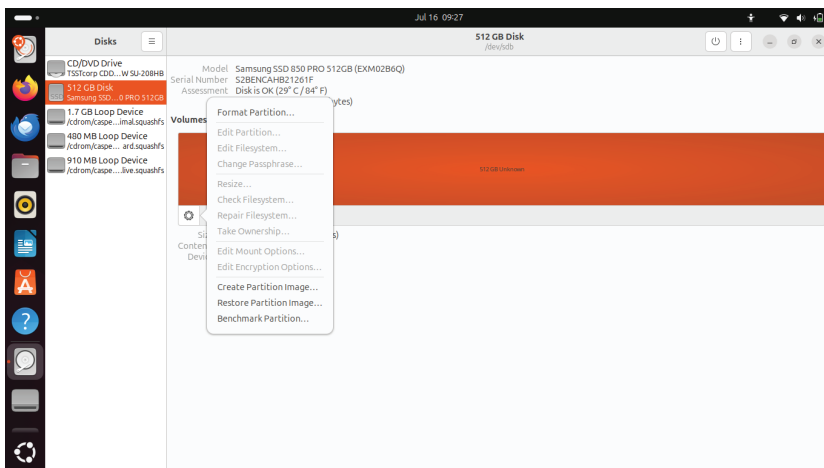 Jul 16 09:27
Disks
512 GB Disk
/dev/sdb
CD/DVD Drive
TSSTcorp CDD...W SU-208HB
512 GB Disk
Samsung SSD...0 PRO 512GB
1.7 GB Loop Device
/cdrom/caspe...imal.squashfs
480 MB Loop Device
/cdrom/caspe... ard.squashfs
910 MB Loop Device
/cdrom/caspe....live.squashfs
Model Samsung SSD 850 PRO 512GB (EXM02B6Q)
Serial Number S2BENCAHB21261F
Assessment Disk is OK (29° C / 84° F)
ytes)
Volumes
512 GB Unknown
Siz
s)
Conten
Devi
Format Partition...
Edit Partition...
Edit Filesystem...
Change Passphrase...
Resize...
Check Filesystem...
Repair Filesystem...
Take Ownership...
Edit Mount Options...
Edit Encryption Options...
Create Partition Image...
Restore Partition Image...
Benchmark Partition...